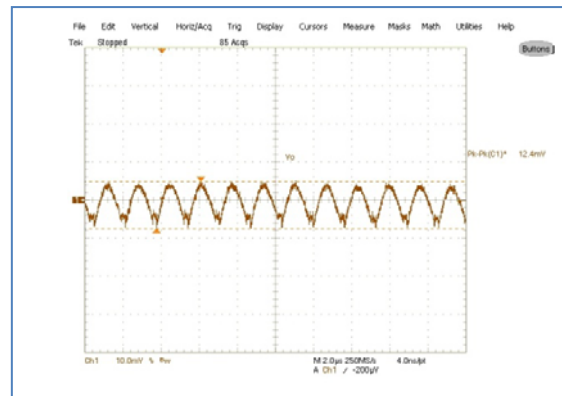 File Edit Vertical Horiz/Acq Trig Display Cursors Measure Masks Math Utilities Help
Tek Stopped 85 Acqs
Buttons
Vo
Pk-Pk(C1)* 12.4mV
1
Ch1 10.0mV
M 2.0µs 250MS/s 4.0ns/pt
A Ch1 / -200µV